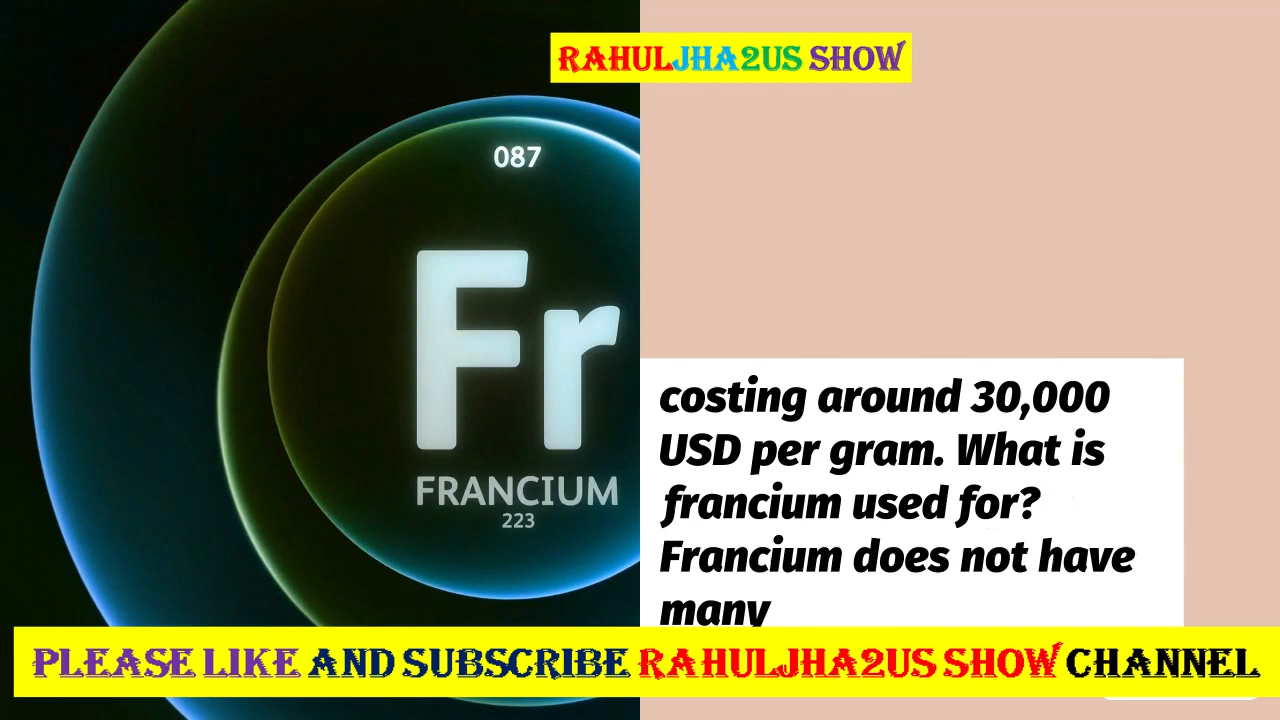 RAHULJHA2US SHOW
087
Fr
FRANCIUM
223
costing around 30,000
USD per gram. What is
francium used for?
Francium does not have
many
PLEASE LIKE AND SUBSCRIBE RAHULJHA2US SHOW CHANNEL